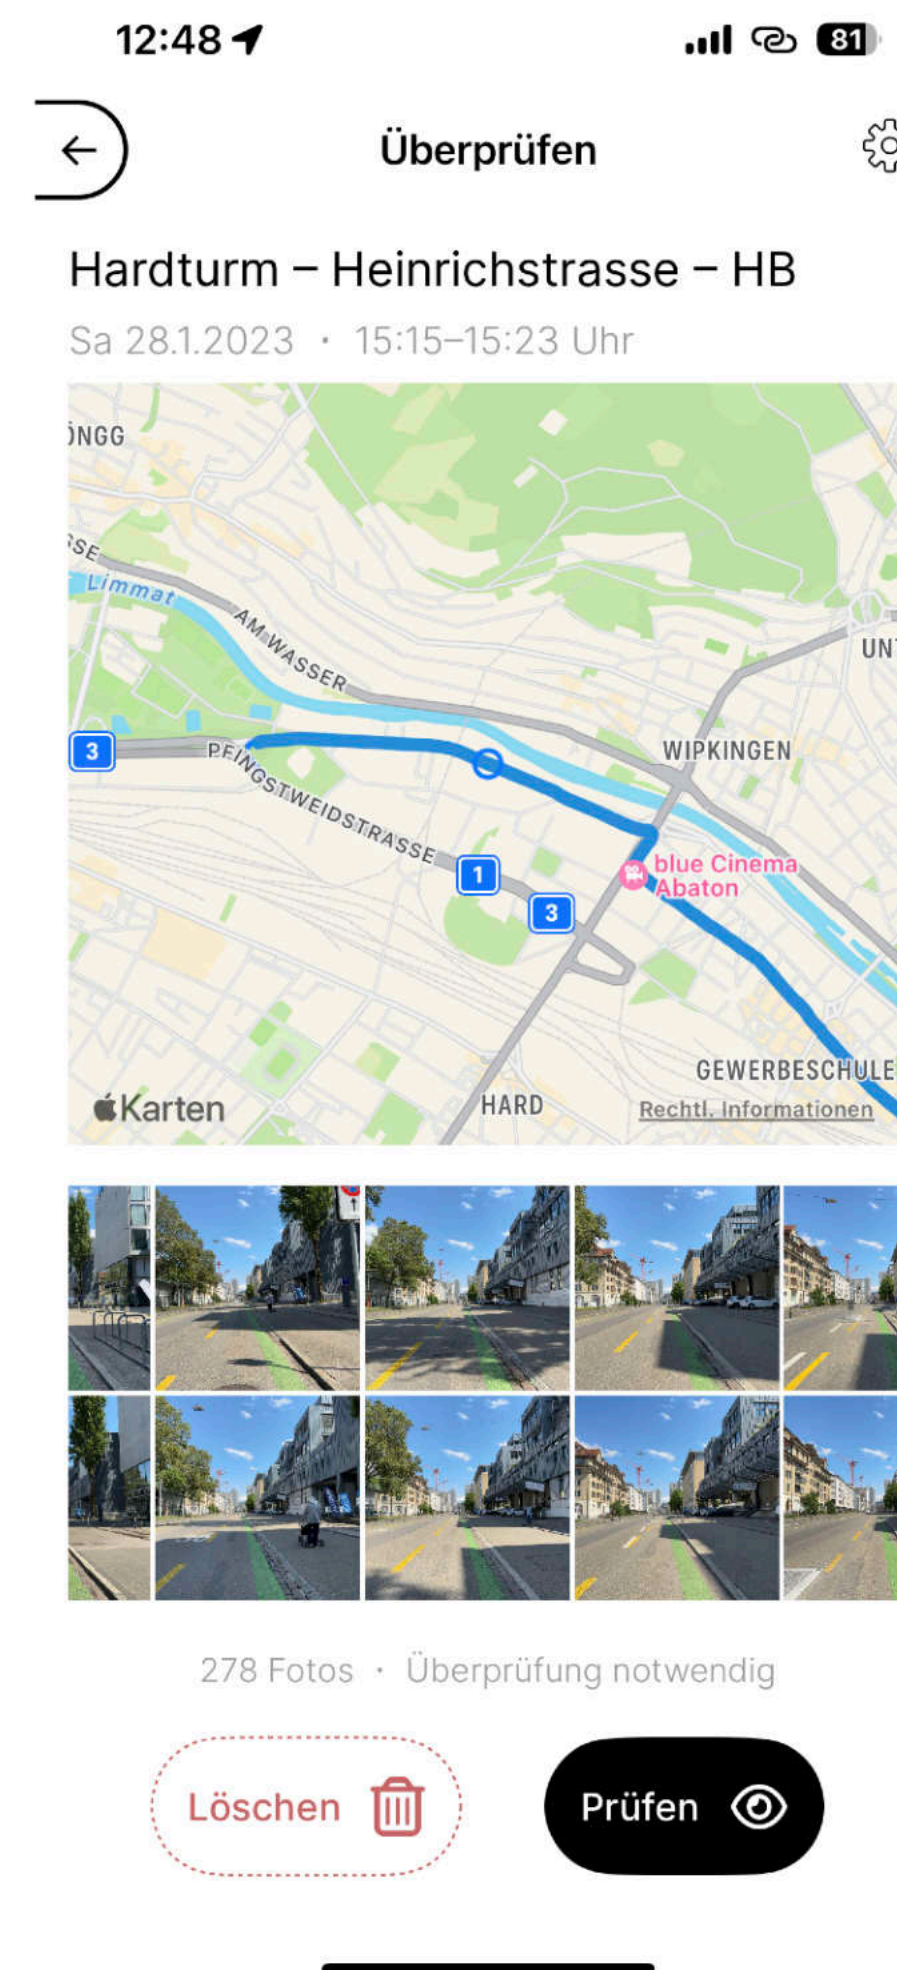 12:48
81
Überprüfen
Hardturm – Heinrichstrasse – HB
Sa 28.1.2023 · 15:15–15:23 Uhr
ÖNGG
SSE
Limmat
AM WASSER
UNT
3
PFINGSTWEIDSTRASSE
WIPKINGEN
1
blue Cinema
Abaton
3
GEWERBESCHULE
Karten
HARD
Rechtl. Informationen
278 Fotos · Überprüfung notwendig
Löschen
Prüfen